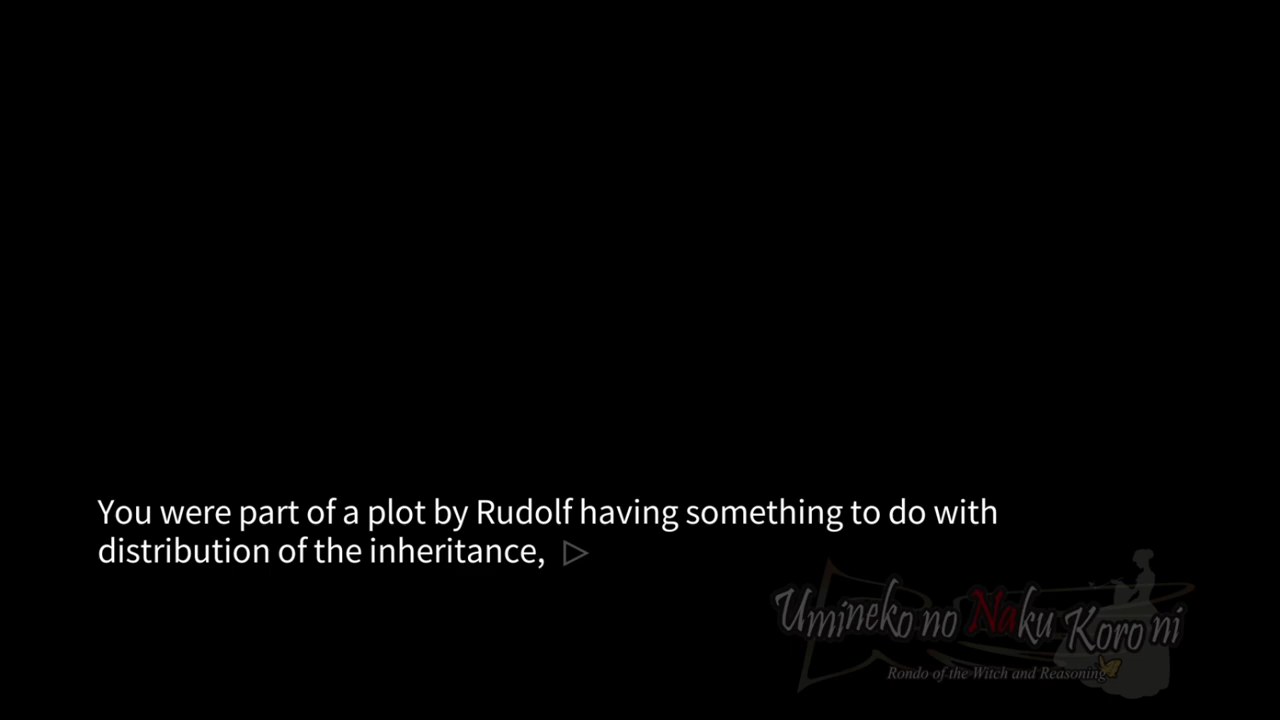 You were part of a plot by Rudolf having something to do with
distribution of the inheritance,
Umineko no Naku Koro ni
Rondo of the Witch and Reasoning